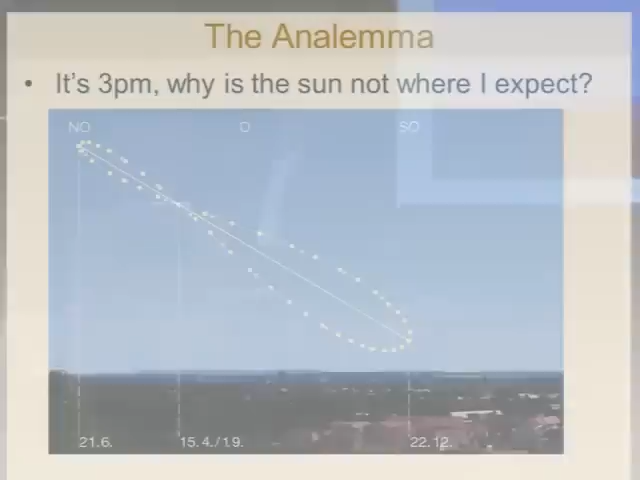 The Analemma
• It's 3pm, why is the sun not where I expect?
NO O SO
21.6. 15.4./1.9. 22.12.